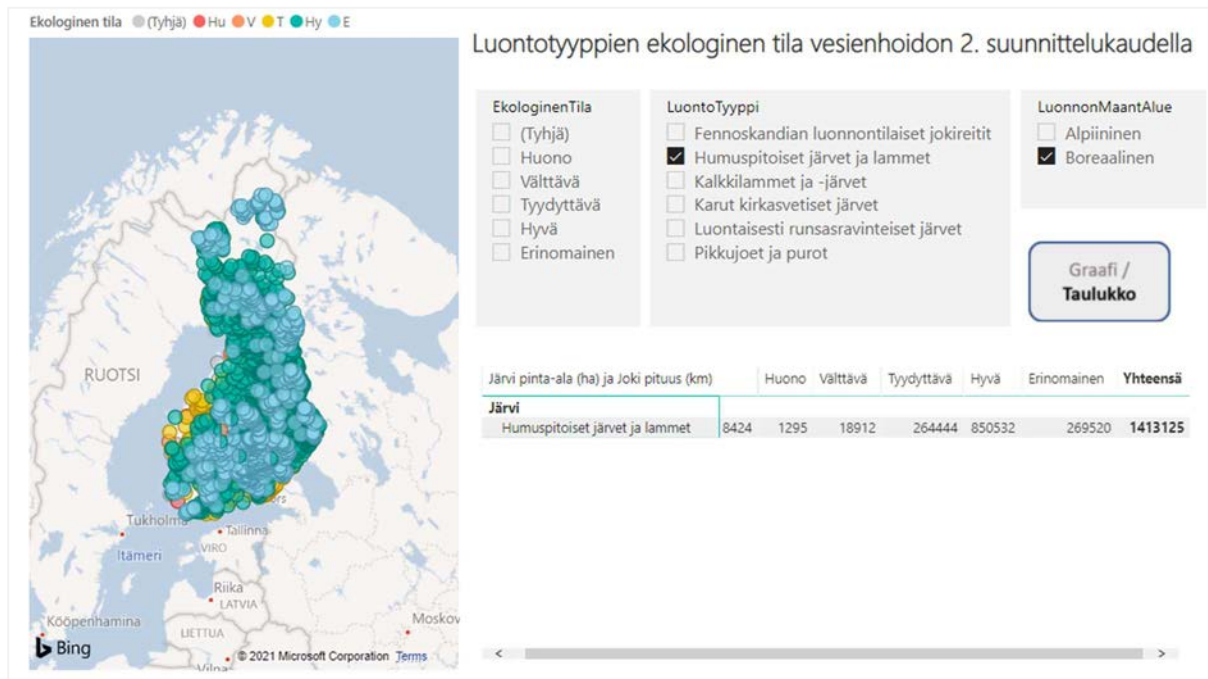 Ekologinen tila (Tyhjä) Hu V T Hy E
Luontotyyppien ekologinen tila vesienhoidon 2. suunnittelukaudella
EkologinenTila
(Tyhjä)
Huono
Välttävä
Tyydyttävä
Hyvä
Erinomainen
LuontoTyyppi
Fennoskandian luonnontilaiset jokireitit
Humuspitoiset järvet ja lammet
Kalkkilammet ja -järvet
Karut kirkasvetiset järvet
Luontaisesti runsasravinteiset järvet
Pikkujoet ja purot
LuonnonMaantAlue
Alpiininen
Boreaalinen
Graafi /
Taulukko
Järvi pinta-ala (ha) ja Joki pituus (km) Huono Välttävä Tyydyttävä Hyvä Erinomainen Yhteensä
Järvi
Humuspitoiset järvet ja lammet 8424 1295 18912 264444 850532 269520 1413125
RUOTSI
Tukholma
Tallinna
Itämeri
VIRO
Riika
LATVIA
Kööpenhamina
Moskov
LIETTUA
Vilna
Bing
© 2021 Microsoft Corporation Terms